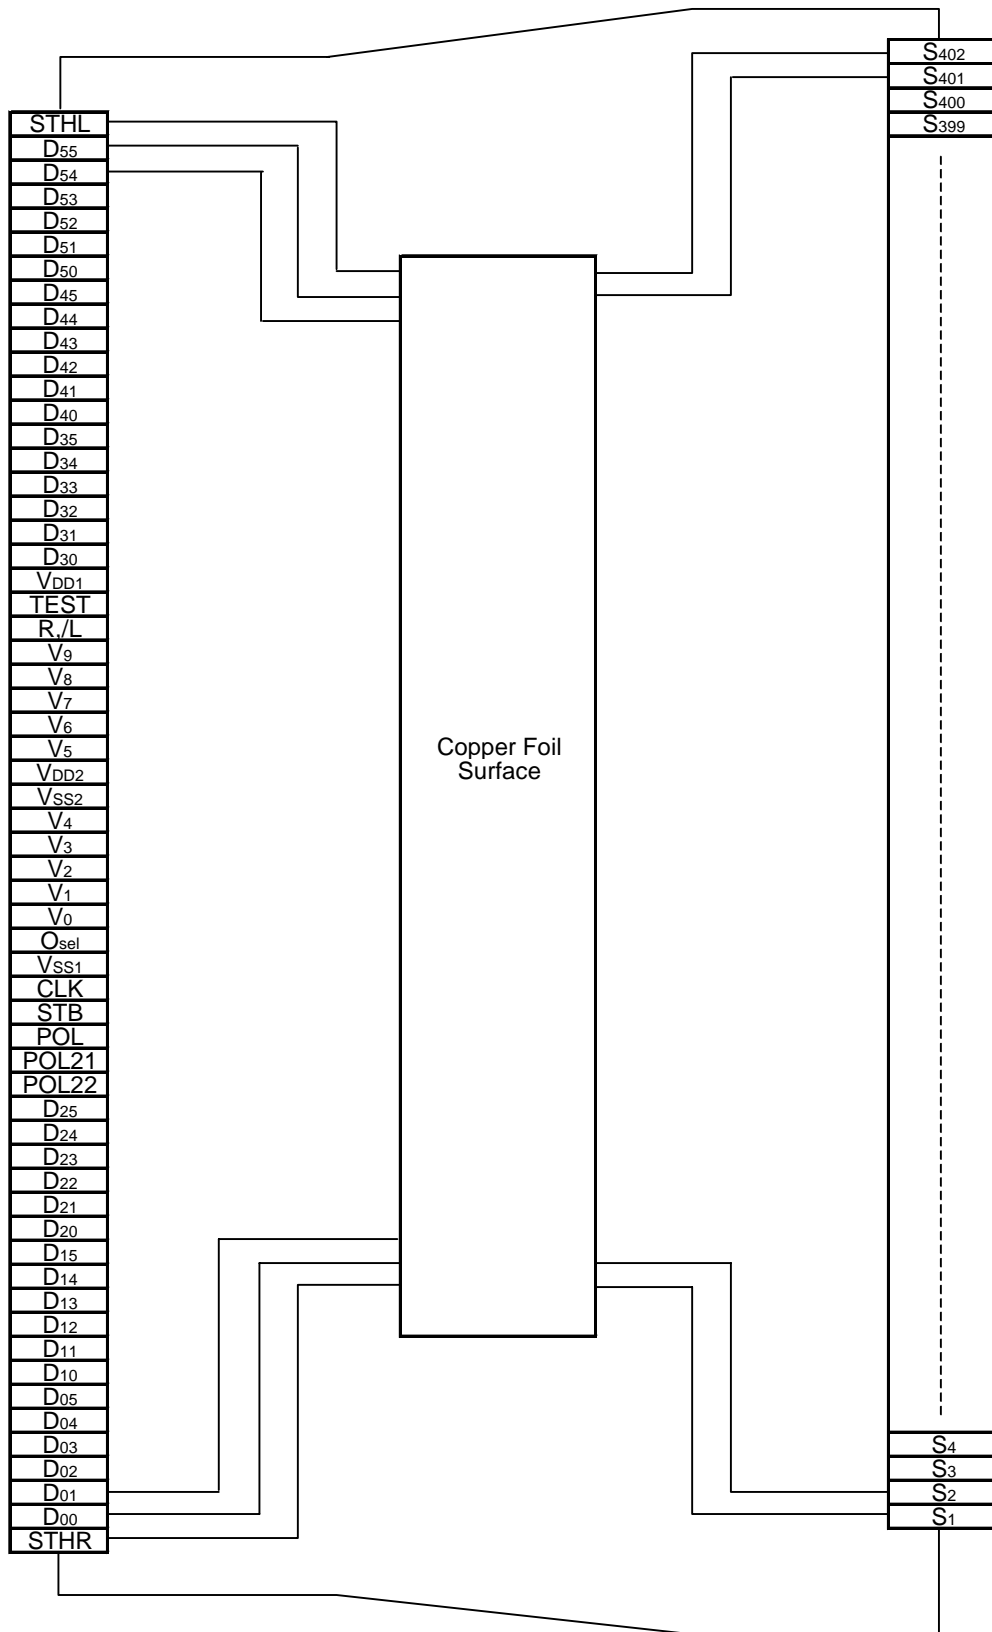 STHL
D55
D54
D53
D52
D51
D50
D45
D44
D43
D42
D41
D40
D35
D34
D33
D32
D31
D30
VDD1
TEST
R,/L
V9
V8
V7
V6
V5
VDD2
VSS2
V4
V3
V2
V1
V0
Osel
VSS1
CLK
STB
POL
POL21
POL22
D25
D24
D23
D22
D21
D20
D15
D14
D13
D12
D11
D10
D05
D04
D03
D02
D01
D00
STHR
Copper Foil
Surface
S402
S401
S400
S399
S4
S3
S2
S1